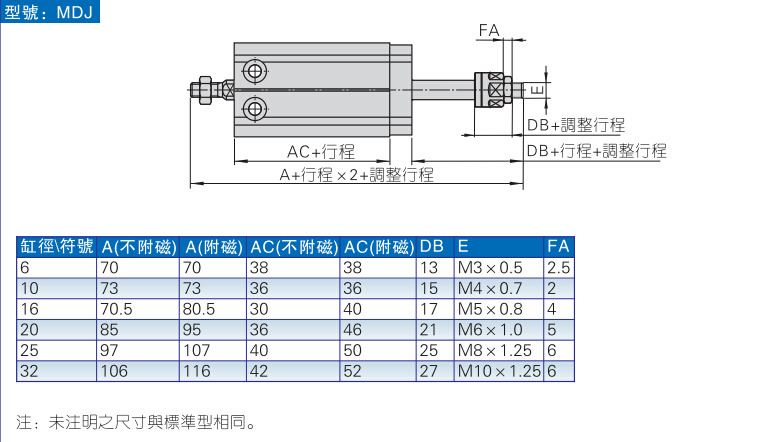 型號：MDJ
FA
E
DB+調整行程
AC+行程
DB+行程+調整行程
A+行程×2+調整行程
缸徑\符號 A(不附磁) A(附磁) AC(不附磁) AC(附磁) DB E FA
6 70 70 38 38 13 M3×0.5 2.5
10 73 73 36 36 15 M4×0.7 2
16 70.5 80.5 30 40 17 M5×0.8 4
20 85 95 36 46 21 M6×1.0 5
25 97 107 40 50 25 M8×1.25 6
32 106 116 42 52 27 M10×1.25 6
注：未注明之尺寸與標準型相同。